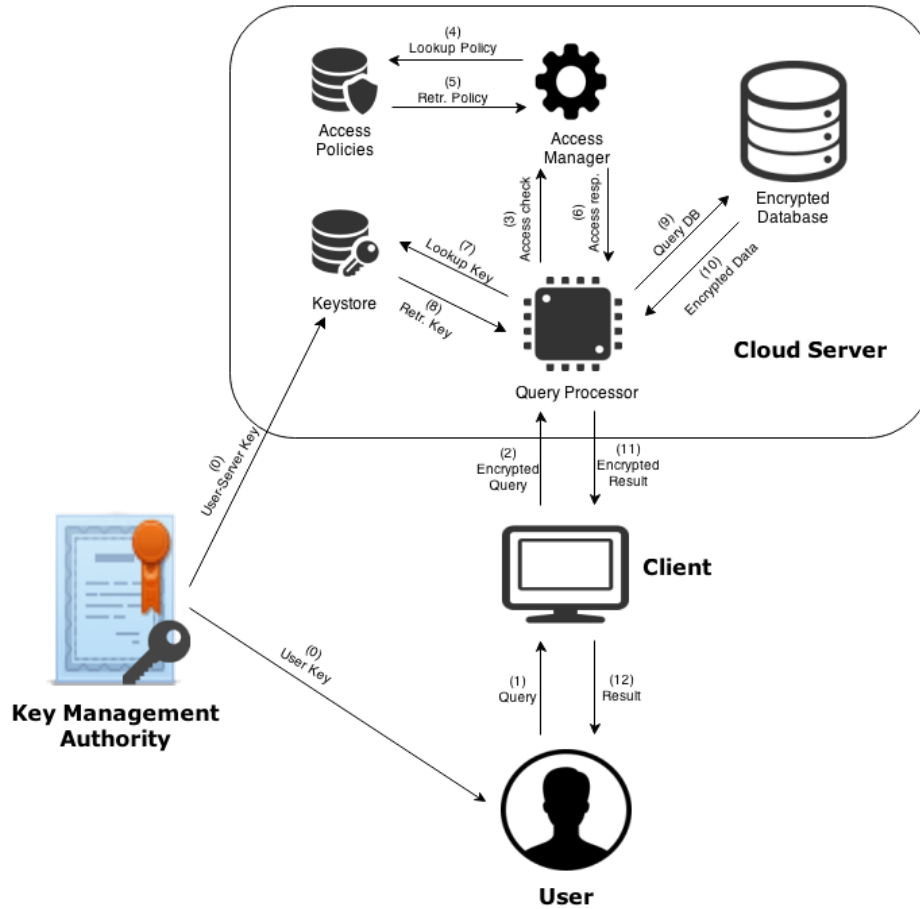 (4)
Lookup Policy
(5)
Retr. Policy
Access
Policies
Access
Manager
Encrypted
Database
(3)
Access check
(6)
Access resp.
(9)
Query DB
(10)
Encrypted Data
(7)
Lookup Key
(8)
Retr. Key
Keystore
Cloud Server
Query Processor
(0)
User-Server Key
(2)
Encrypted
Query
(11)
Encrypted
Result
Client
(0)
User Key
(1)
Query
(12)
Result
Key Management
Authority
User